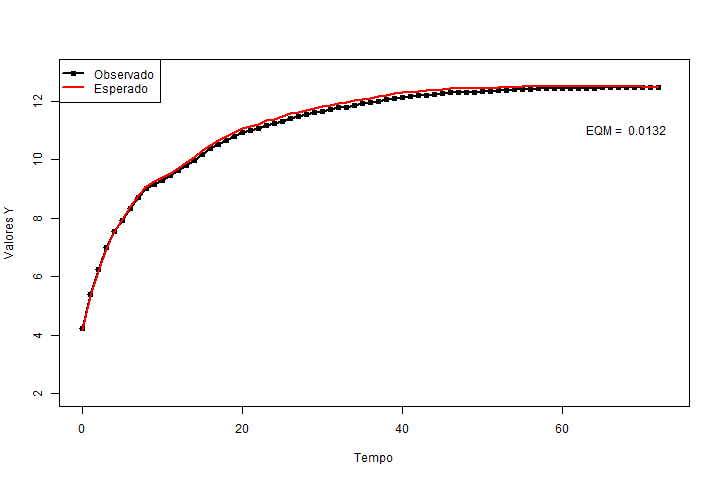 Observado
Esperado
EQM = 0.0132
Valores Y
12
10
8
6
4
2
0 20 40 60
Tempo